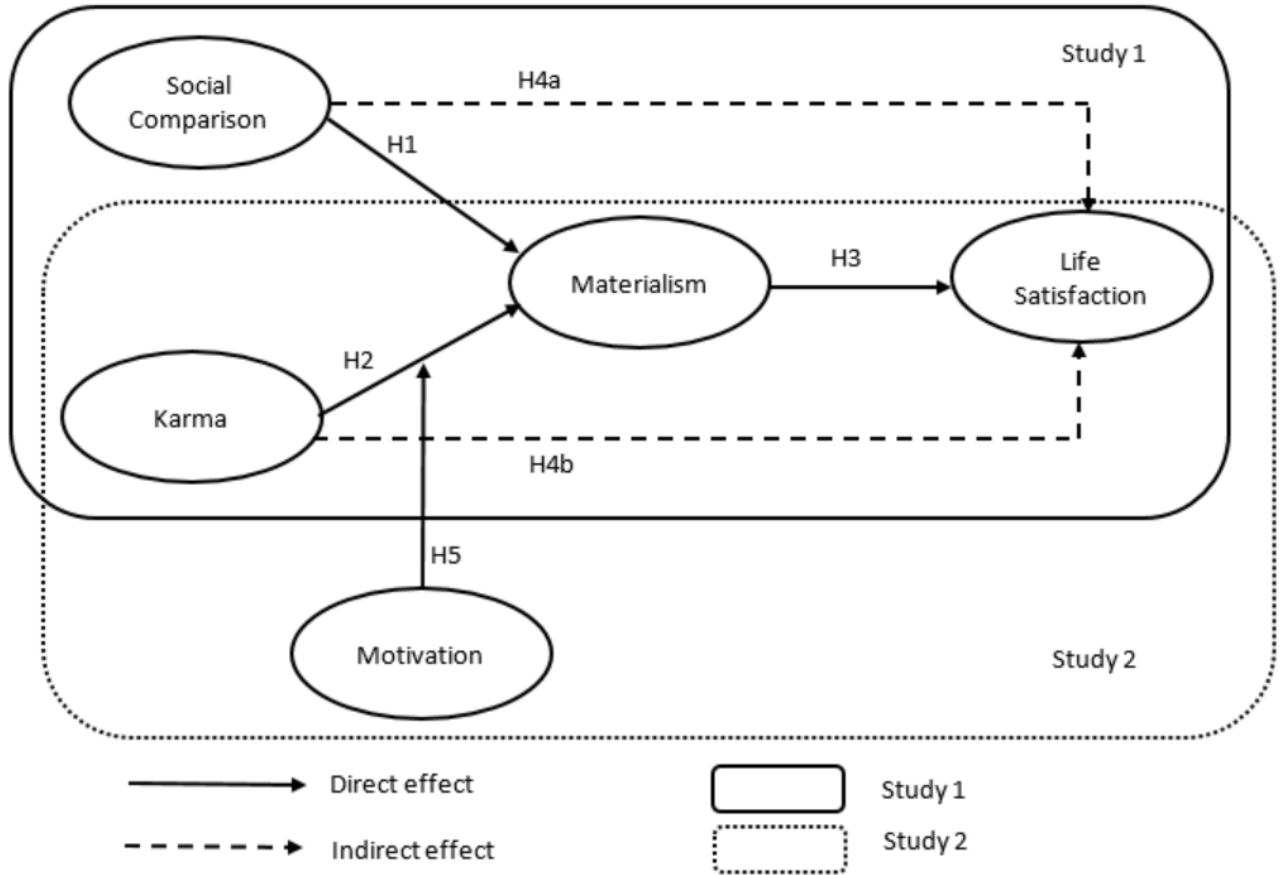 Study 1
Social
Comparison
H4a
H1
Materialism
H3
Life
Satisfaction
H2
Karma
H4b
H5
Motivation
Study 2
Direct effect
Study 1
Indirect effect
Study 2